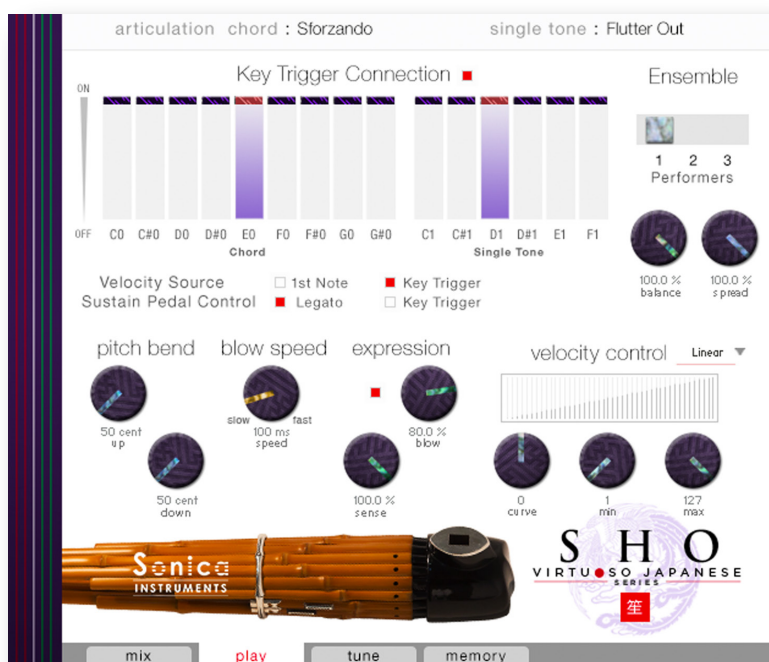 articulation chord : Sforzando single tone : Flutter Out
Key Trigger Connection
Ensemble
ON
OFF
C0 C#0 D0 D#0 E0 F0 F#0 G0 G#0
Chord
C1 C#1 D1 D#1 E1 F1
Single Tone
1 2 3
Performers
100.0 % 100.0 %
balance spread
Velocity Source 1st Note Key Trigger
Sustain Pedal Control Legato Key Trigger
pitch bend blow speed expression velocity control Linear
50 cent
up
slow fast
100 ms
speed
80.0 %
blow
50 cent
down
100.0 %
sense
0
curve
1
min
127
max
Sonica
INSTRUMENTS
SHO
VIRTUOSO JAPANESE
SERIES
笙
mix play tune memory